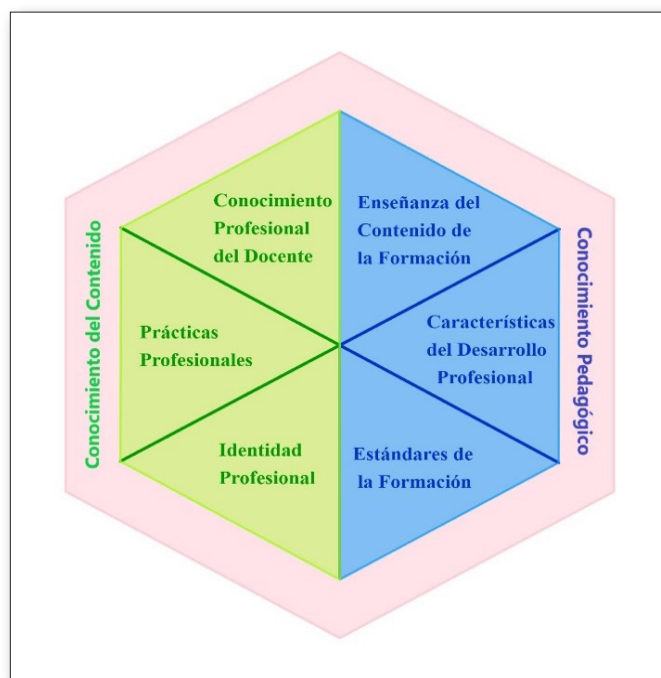 Conocimiento
Profesional
del Docente
Enseñanza del
Contenido de
la Formación
Conocimiento del Contenido
Prácticas
Profesionales
Características
del Desarrollo
Profesional
Conocimiento Pedagógico
Identidad
Profesional
Estándares de
la Formación